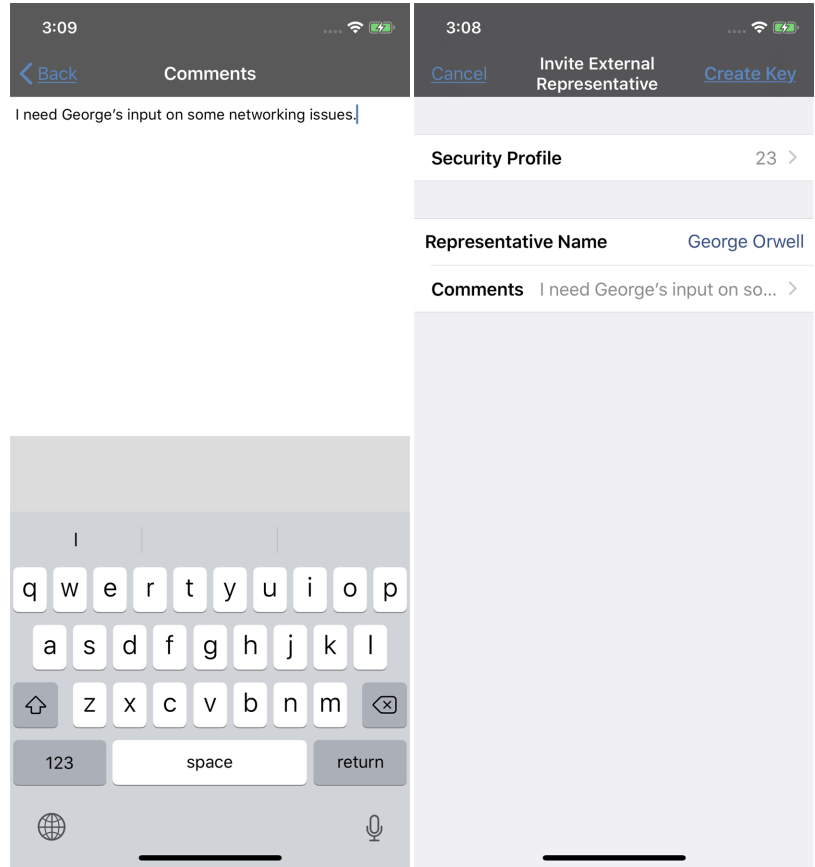 3:09
Back
Comments
I need George's input on some networking issues.
I
q w e r t y u i o p
a s d f g h j k l
z x c v b n m
123 space return
3:08
Cancel
Invite External
Representative
Create Key
Security Profile 23
Representative Name George Orwell
Comments I need George's input on so...